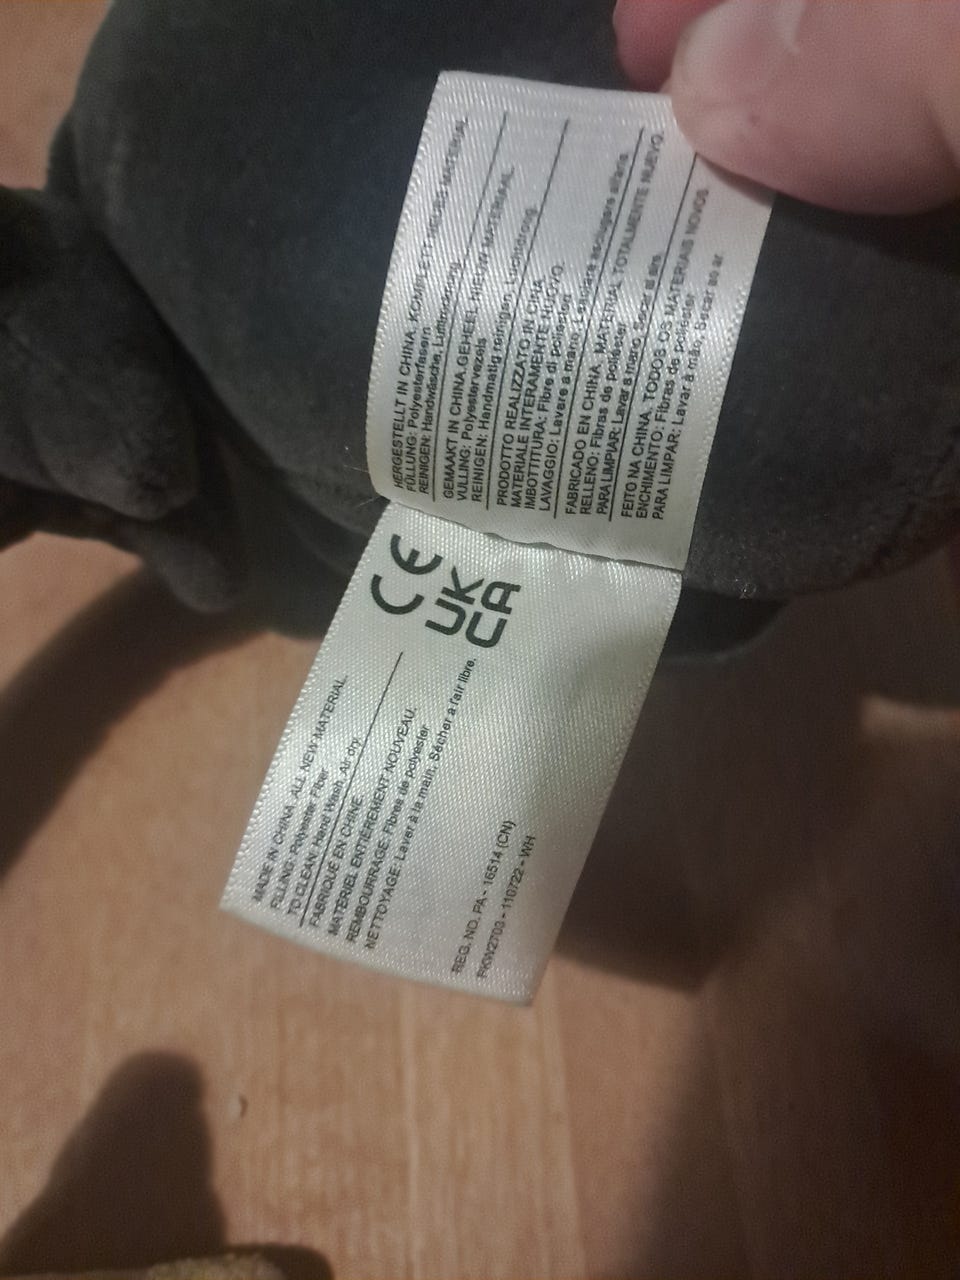 HERGESTELLT IN CHINA. KOMPLETT NEUES MATERIAL
FÜLLUNG: Polyesterfasern
REINIGEN: Handwäsche, Lufttrocknung.
GEMAAKT IN CHINA. GEHEEL NIEUW MATERIAAL
VULLING: Polyestervezels
REINIGEN: Handmatig reinigen, Luchtdroog.
PRODOTTO REALIZZATO IN CINA.
MATERIALE INTERAMENTE NUOVO.
IMBOTTITURA: Fibre di poliestere
LAVAGGIO: Lavare a mano. Lasciare asciugare all'aria.
FABRICADO EN CHINA. MATERIAL TOTALMENTE NUEVO.
RELLENO: Fibras de poliéster
PARA LIMPIAR: Lavar a mano. Secar al aire.
FEITO NA CHINA. TODOS OS MATERIAIS NOVOS.
ENCHIMENTO: Fibras de poliéster
PARA LIMPAR: Lavar à mão, Secar ao ar.
CE
UK
CA
MADE IN CHINA. ALL NEW MATERIAL
FILLING: Polyester Fiber
TO CLEAN: Hand Wash, Air dry.
FABRIQUÉ EN CHINE.
MATÉRIEL ENTIÈREMENT NOUVEAU.
REMBOURRAGE: Fibres de polyester
NETTOYAGE: Laver à la main. Sécher a l'air libre.
REG. NO. PA - 16514 (CN)
PKW2703 - 110722 - WH